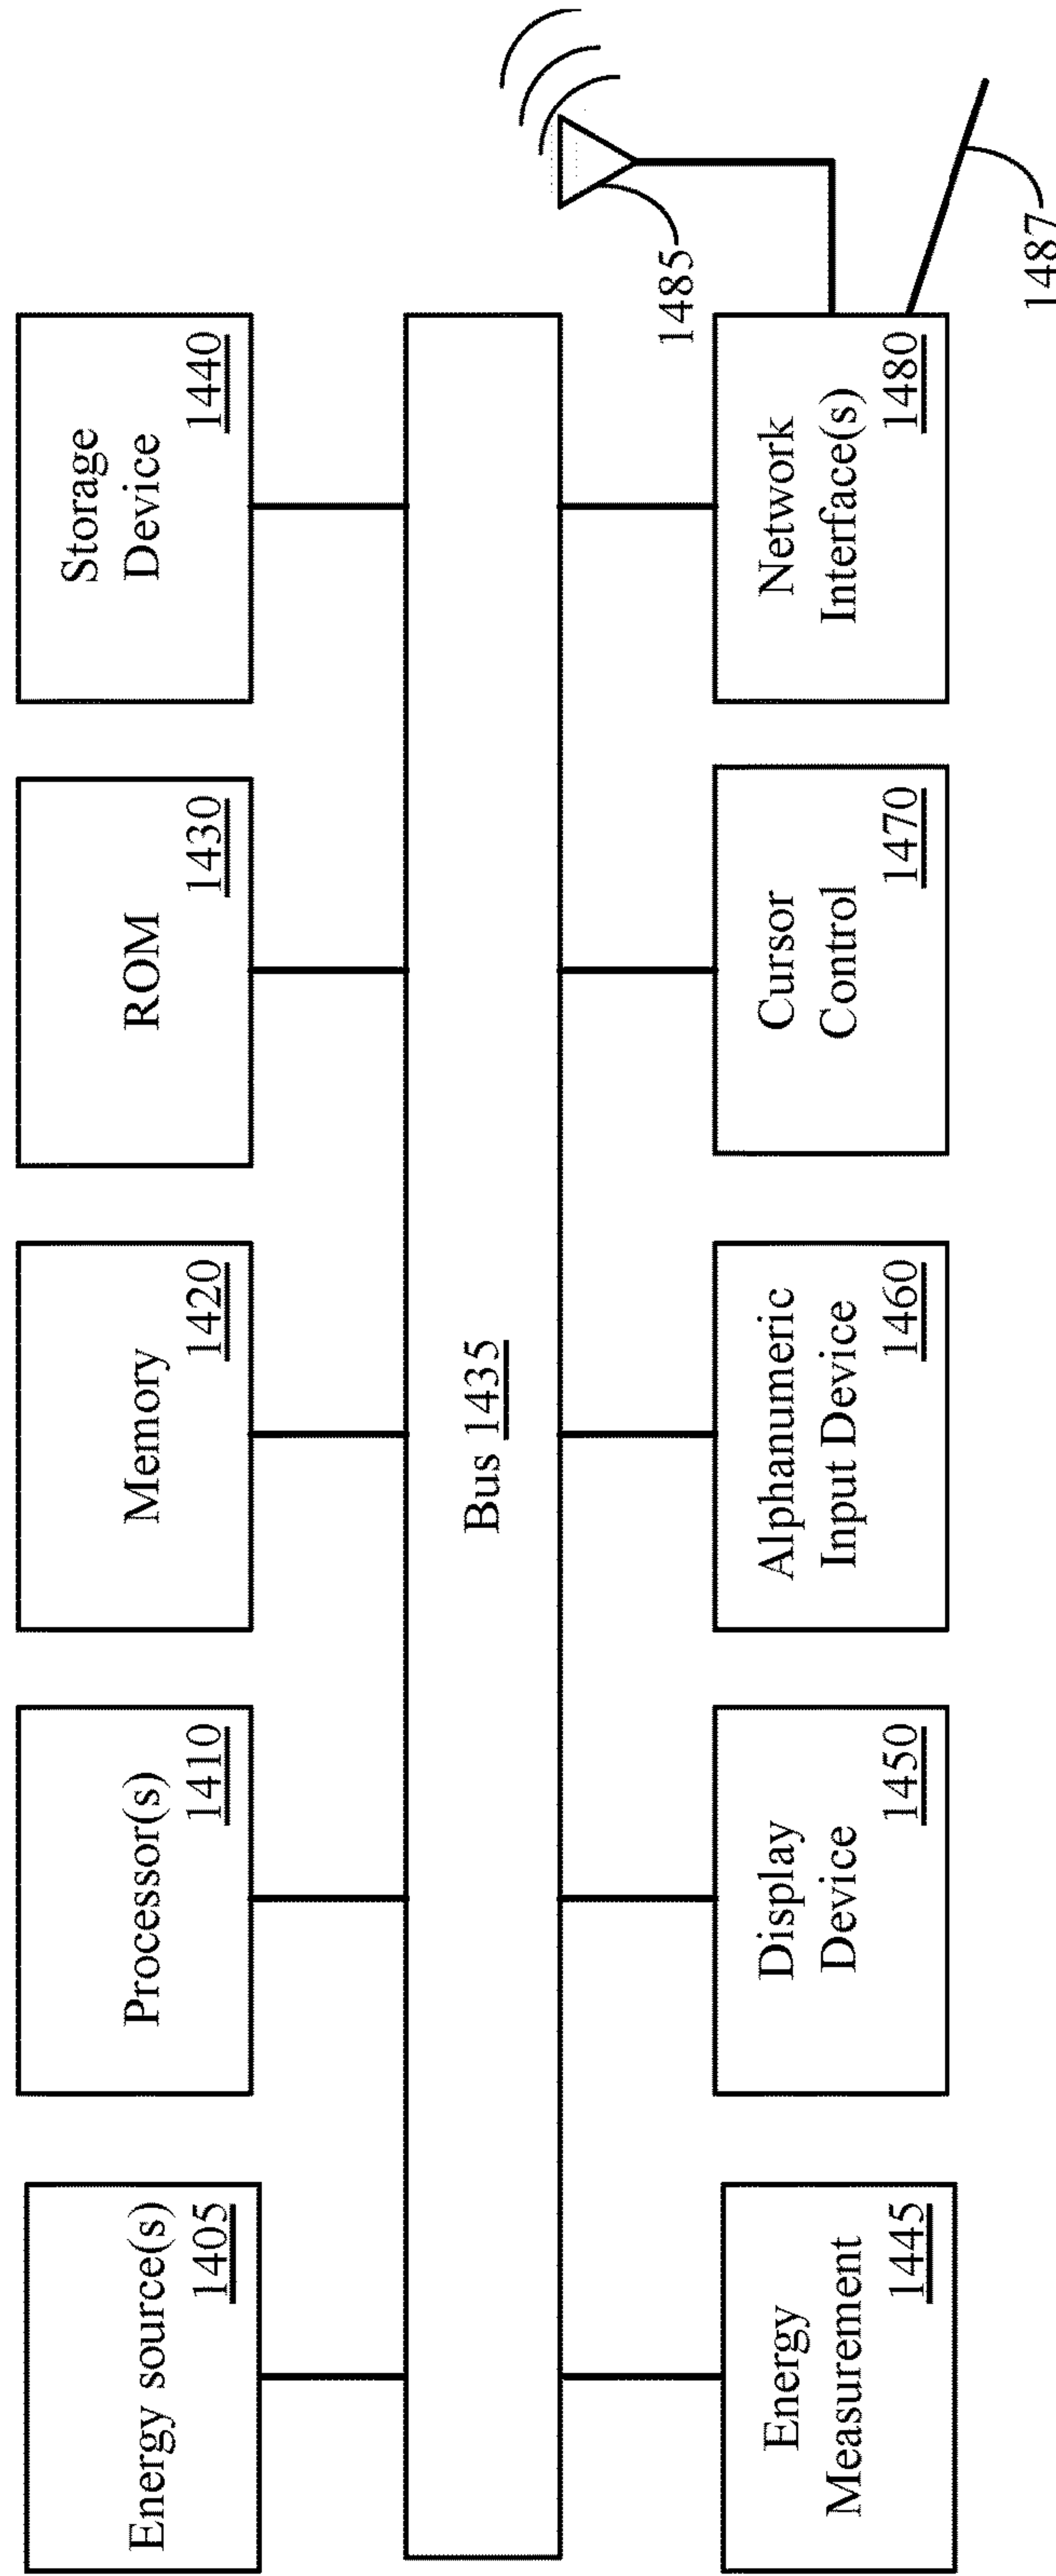 Energy source(s)
1405
Processor(s)
1410
Memory
1420
ROM
1430
Storage
Device
1440
Bus 1435
1485
Energy
Measurement
1445
Display
Device
1450
Alphanumeric
Input Device
1460
Cursor
Control
1470
Network
Interface(s)
1480
1487